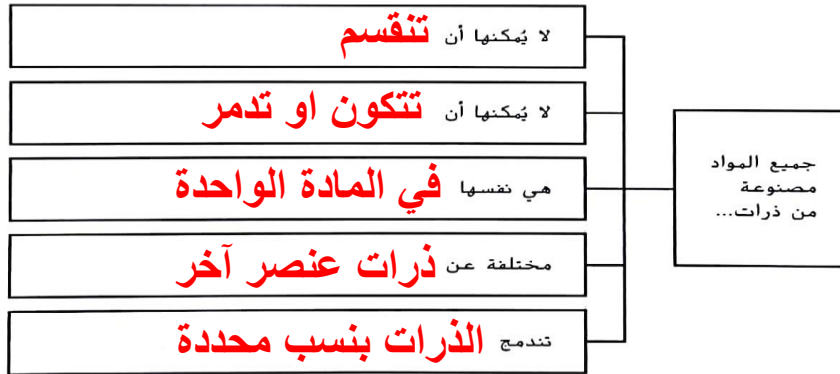 جميع المواد
مصنوعة
من ذرات...
لا يُمكنها أن تنقسم
لا يُمكنها أن تتكون او تدمر
هي نفسها في المادة الواحدة
مختلفة عن ذرات عنصر آخر
تندمج الذرات بنسب محددة